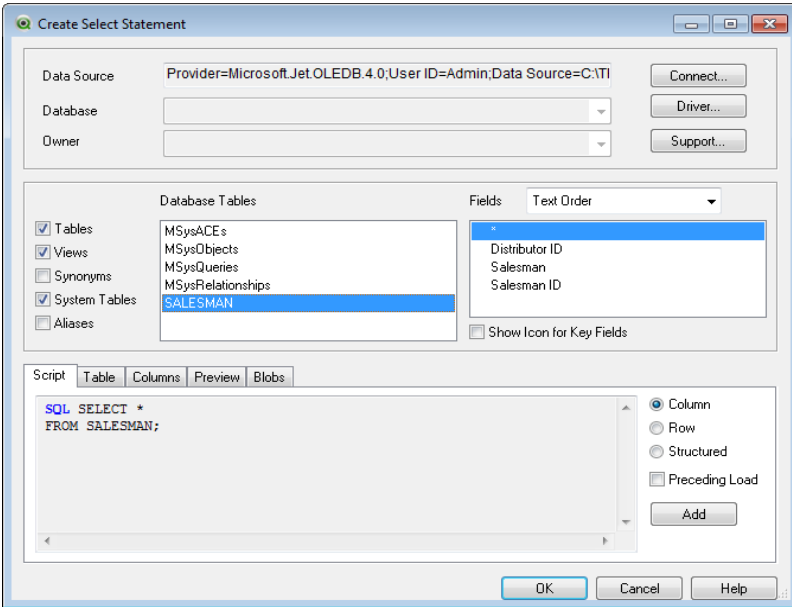 Create Select Statement
Data Source
Provider=Microsoft.Jet.OLEDB.4.0;User ID=Admin;Data Source=C:\TI
Connect...
Database
Driver...
Owner
Support...
Database Tables
Fields
Text Order
Tables
Views
Synonyms
System Tables
Aliases
MSysACEs
MSysObjects
MSysQueries
MSysRelationships
SALESMAN
*
Distributor ID
Salesman
Salesman ID
Show Icon for Key Fields
Script Table Columns Preview Blobs
SQL SELECT *
FROM SALESMAN;
Column
Row
Structured
Preceding Load
Add
OK Cancel Help